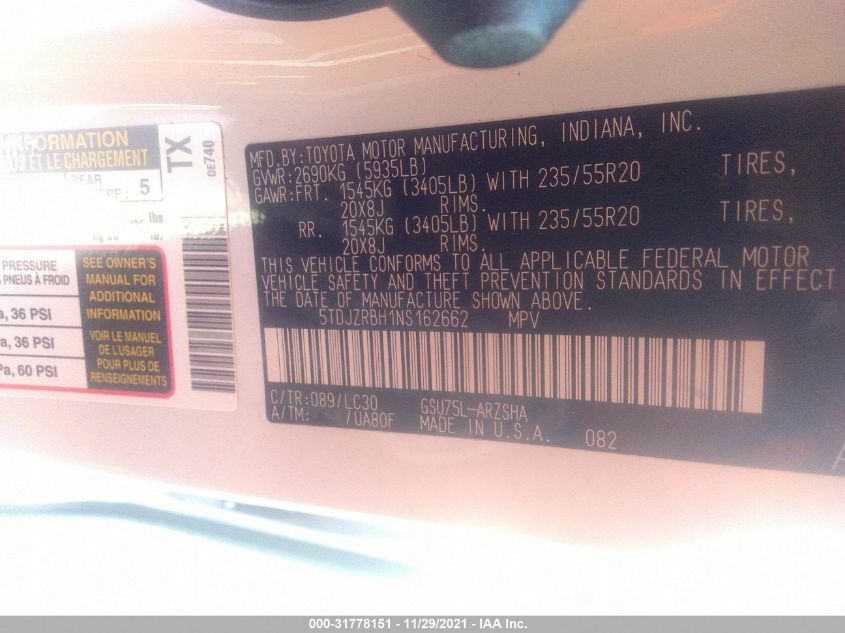 INFORMATION
ET LE CHARGEMENT
REAR
5
lbs.
TX
0E740
PRESSURE
PNEUS À FROID
, 36 PSI
, 36 PSI
, 60 PSI
SEE OWNER'S
MANUAL FOR
ADDITIONAL
INFORMATION
VOIR LE MANUEL
DE L'USAGER
POUR PLUS DE
RENSEIGNEMENTS
MFD.BY:TOYOTA MOTOR MANUFACTURING, INDIANA, INC.
GVWR:2690KG (5935LB)
GAWR:FRT. 1545KG (3405LB) WITH 235/55R20 TIRES,
20X8J RIMS.
RR. 1545KG (3405LB) WITH 235/55R20 TIRES,
20X8J RIMS.
THIS VEHICLE CONFORMS TO ALL APPLICABLE FEDERAL MOTOR
VEHICLE SAFETY AND THEFT PREVENTION STANDARDS IN EFFECT
THE DATE OF MANUFACTURE SHOWN ABOVE.
5TDJZRBH1NS162662 MPV
C/TR:089/LC30 GSU75L-ARZSHA
A/TM: /UA80F MADE IN U.S.A. 082
000-31778151 - 11/29/2021 - IAA Inc.